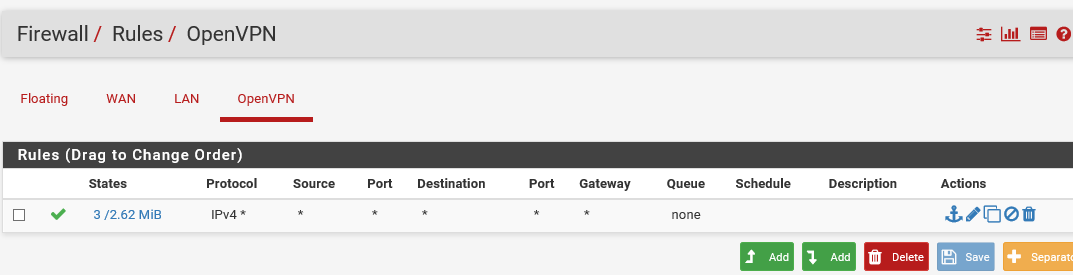 Firewall / Rules / OpenVPN
Floating WAN LAN OpenVPN
Rules (Drag to Change Order)
States Protocol Source Port Destination Port Gateway Queue Schedule Description Actions
3 /2.62 MiB IPv4 * * * * * * none
Add Add Delete Save Separato